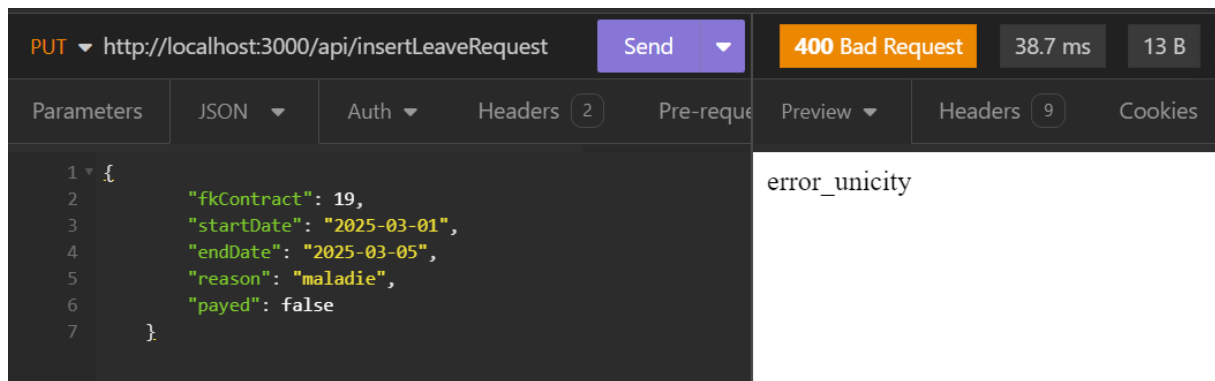 PUT http://localhost:3000/api/insertLeaveRequest Send 400 Bad Request 38.7 ms 13 B
Parameters JSON Auth Headers 2 Pre-reque Preview Headers 9 Cookies
1 {
2 "fkContract": 19,
3 "startDate": "2025-03-01",
4 "endDate": "2025-03-05",
5 "reason": "maladie",
6 "payed": false
7 }
error_unicity